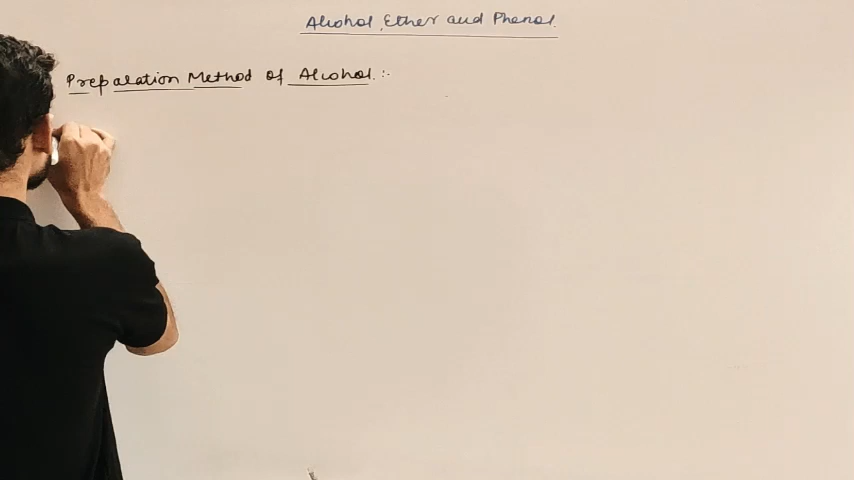 Alcohol, Ether and Phenol.
Preparation Method of Alcohol :-